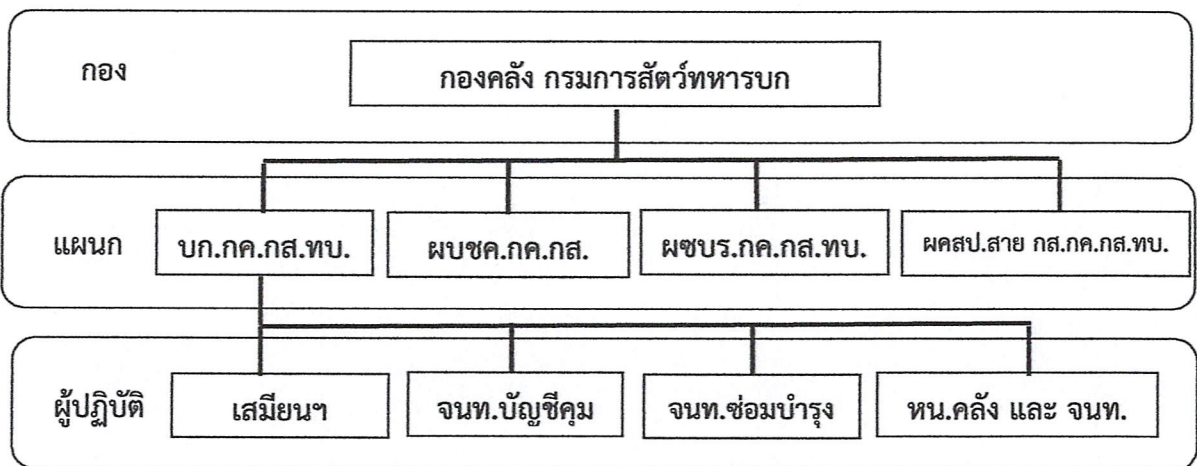 กอง
กองคลัง กรมการสัตว์ทหารบก
แผนก
บก.กค.กส.ทบ.
ผบชค.กค.กส.
ผซบร.กค.กส.ทบ.
ผคสป.สาย กส.กค.กส.ทบ.
ผู้ปฏิบัติ
เสมียนฯ
จนท.บัญชีคุม
จนท.ซ่อมบำรุง
หน.คลัง และ จนท.